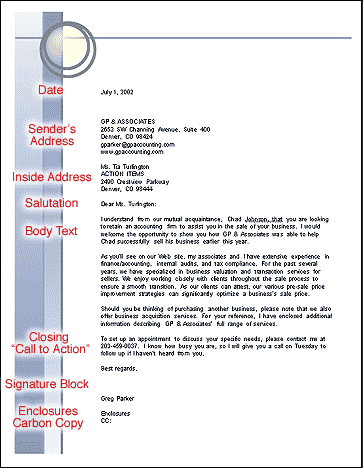 Date
July 1, 2002
Sender's
Address
GP & ASSOCIATES
2653 SW Channing Avenue, Suite 400
Denver, CO 98424
gparker@gpaccounting.com
www.gpaccounting.com
Inside Address
Ms. Tia Turlington
ACTION ITEMS
2400 Crestview Parkway
Denver, CO 98444
Salutation
Dear Ms. Turlington:
Body Text
I understand from our mutual acquaintance, Chad Johnson, that you are looking
to retain an accounting firm to assist you in the sale of your business. I would
welcome the opportunity to show you how GP & Associates was able to help
Chad successfully sell his business earlier this year.
As you'll see on our Web site, my associates and I have extensive experience in
finance/accounting, internal audits, and tax compliance. For the past several
years, we have specialized in business valuation and transaction services for
sellers. We enjoy working closely with clients throughout the sale process to
ensure a smooth transition. As our clients can attest, our various pre-sale price
improvement strategies can significantly optimize a business's sale price.
Should you be thinking of purchasing another business, please note that we also
offer business acquisition services. For your reference, I have enclosed additional
information describing GP & Associates' full range of services.
Closing
"Call to Action"
To set up an appointment to discuss your specific needs, please contact me at
203-459-0037. I know how busy you are, so I will give you a call on Tuesday to
follow up if I haven't heard from you.
Best regards,
Signature Block
Greg Parker
Enclosures
Carbon Copy
Enclosures
CC: